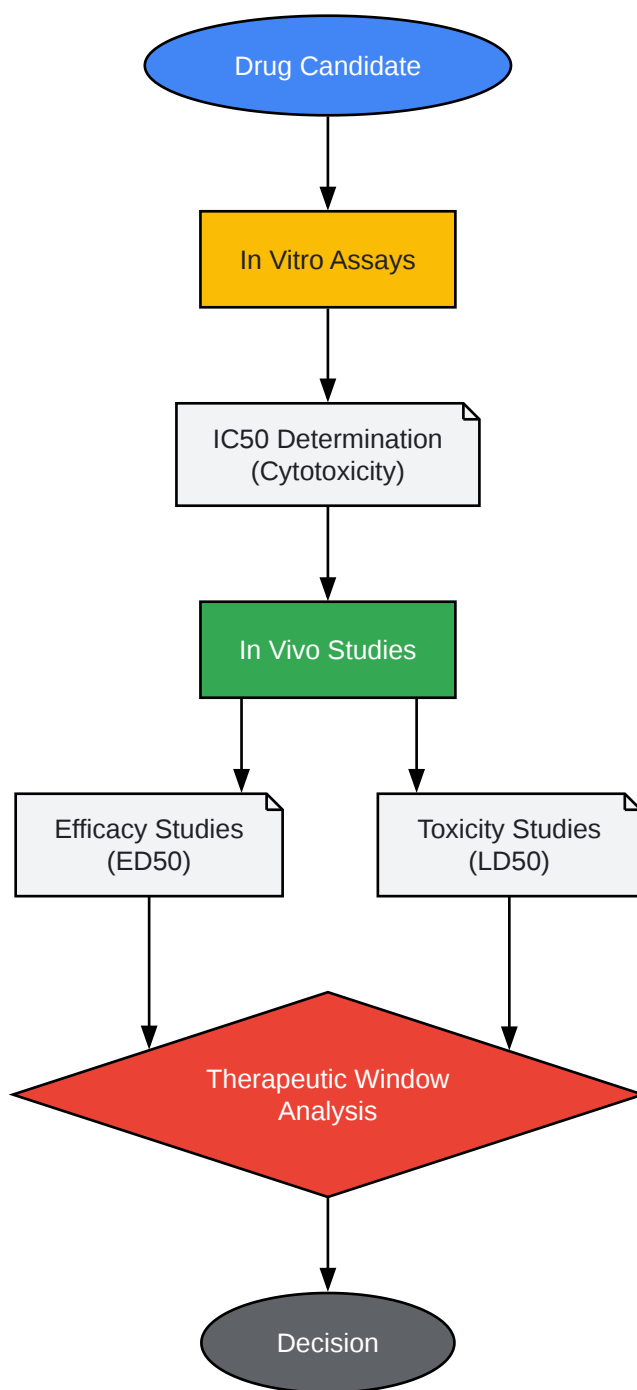 Drug Candidate
In Vitro Assays
IC50 Determination
(Cytotoxicity)
In Vivo Studies
Efficacy Studies
(ED50)
Toxicity Studies
(LD50)
Therapeutic Window
Analysis
Decision